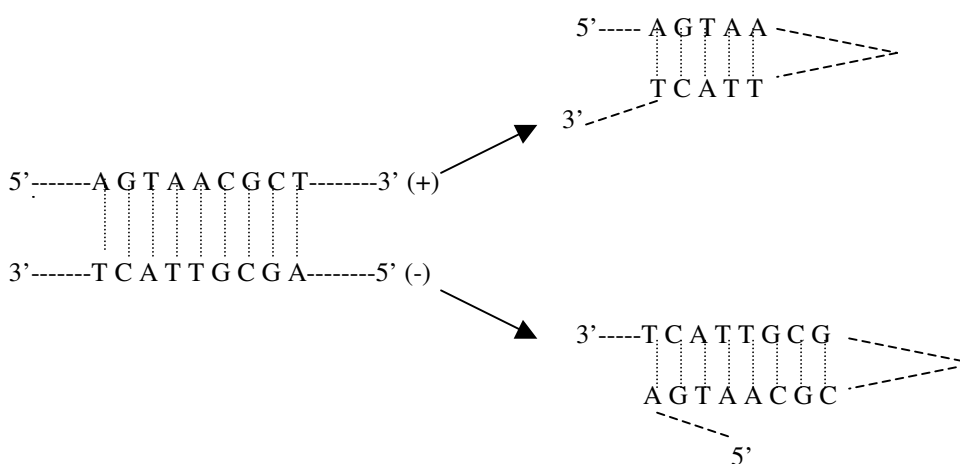 5’----- A G T A A
T C A T T
3’
5’-------A G T A A C G C T--------3’ (+)
3’-------T C A T T G C G A--------5’ (-)
3’-----T C A T T G C G
A G T A A C G C
5’